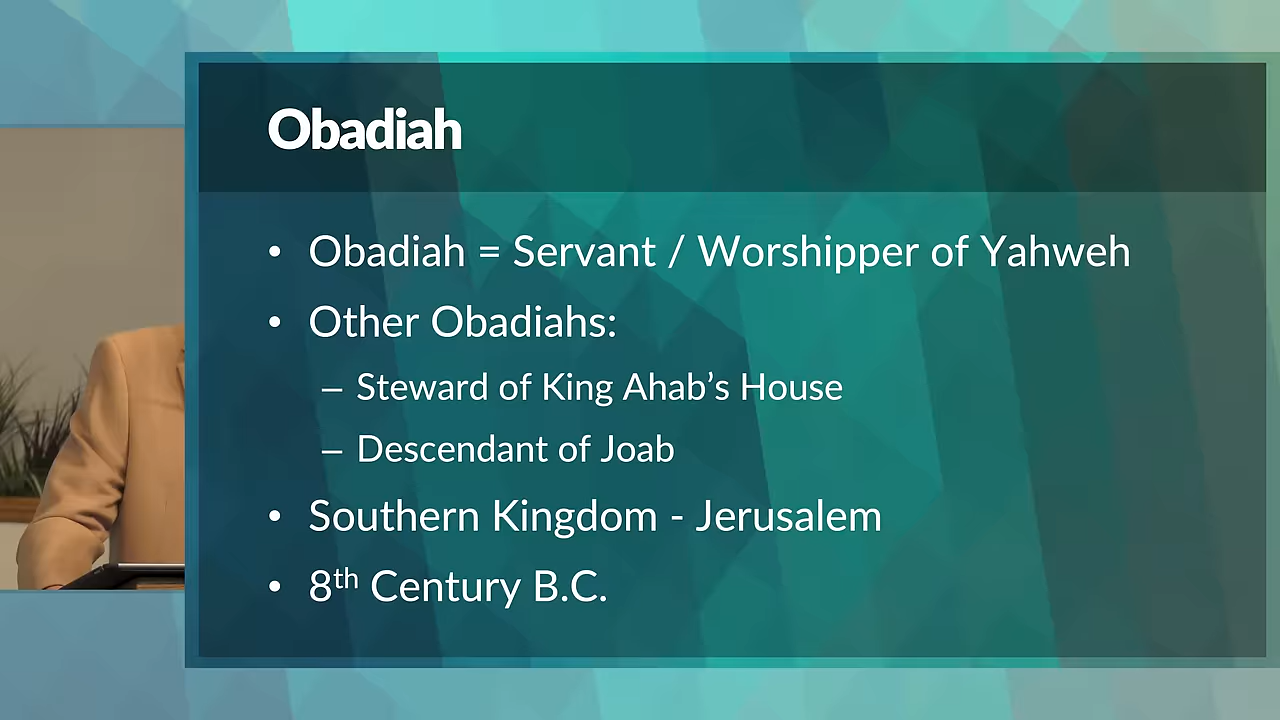 Obadiah
• Obadiah = Servant / Worshipper of Yahweh
• Other Obadiahs:
– Steward of King Ahab’s House
– Descendant of Joab
• Southern Kingdom - Jerusalem
• 8th Century B.C.